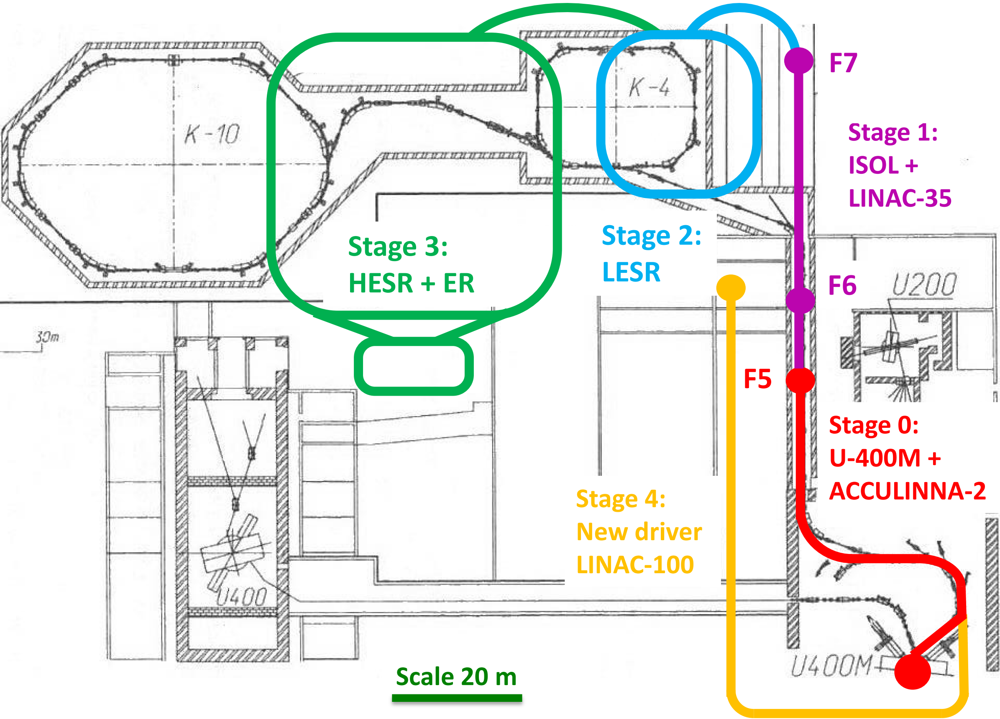 F7
K-4
K-10
Stage 1:
ISOL +
LINAC-35
Stage 2:
LESR
Stage 3:
HESR + ER
F6
U200
30m
F5
Stage 0:
U-400M +
ACCULINNA-2
Stage 4:
New driver
LINAC-100
U400
U400M
Scale 20 m